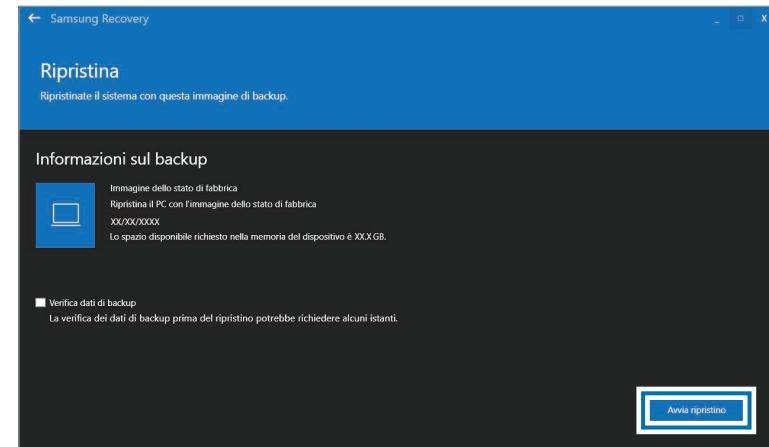 Samsung Recovery
Ripristina
Ripristinate il sistema con questa immagine di backup.
Informazioni sul backup
Immagine dello stato di fabbrica
Ripristina il PC con l'immagine dello stato di fabbrica
XX/XX/XXXX
Lo spazio disponibile richiesto nella memoria del dispositivo è XX.X GB.
Verifica dati di backup
La verifica dei dati di backup prima del ripristino potrebbe richiedere alcuni istanti.
Avvia ripristino